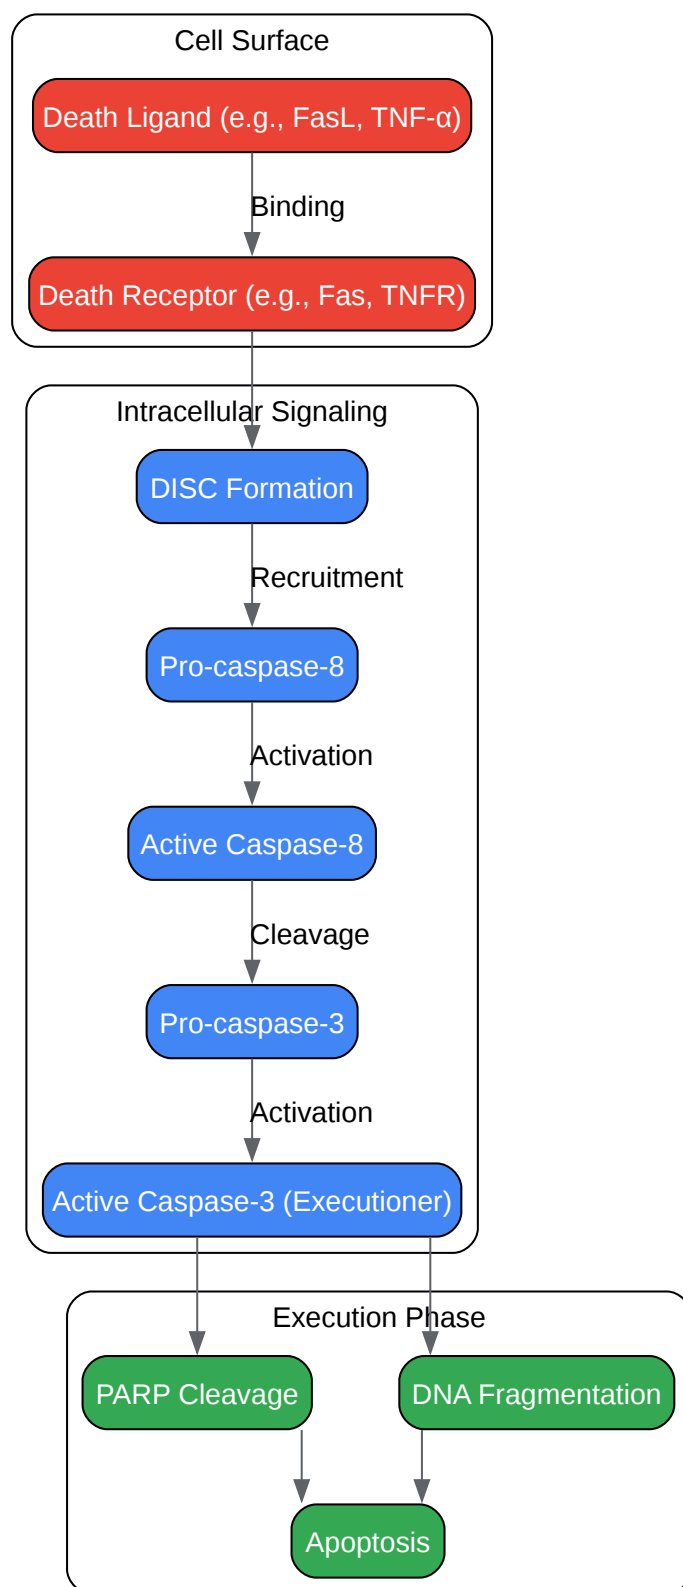 Cell Surface
Death Ligand (e.g., FasL, TNF-α)
Binding
Death Receptor (e.g., Fas, TNFR)
Intracellular Signaling
DISC Formation
Recruitment
Pro-caspase-8
Activation
Active Caspase-8
Cleavage
Pro-caspase-3
Activation
Active Caspase-3 (Executioner)
Execution Phase
PARP Cleavage
DNA Fragmentation
Apoptosis